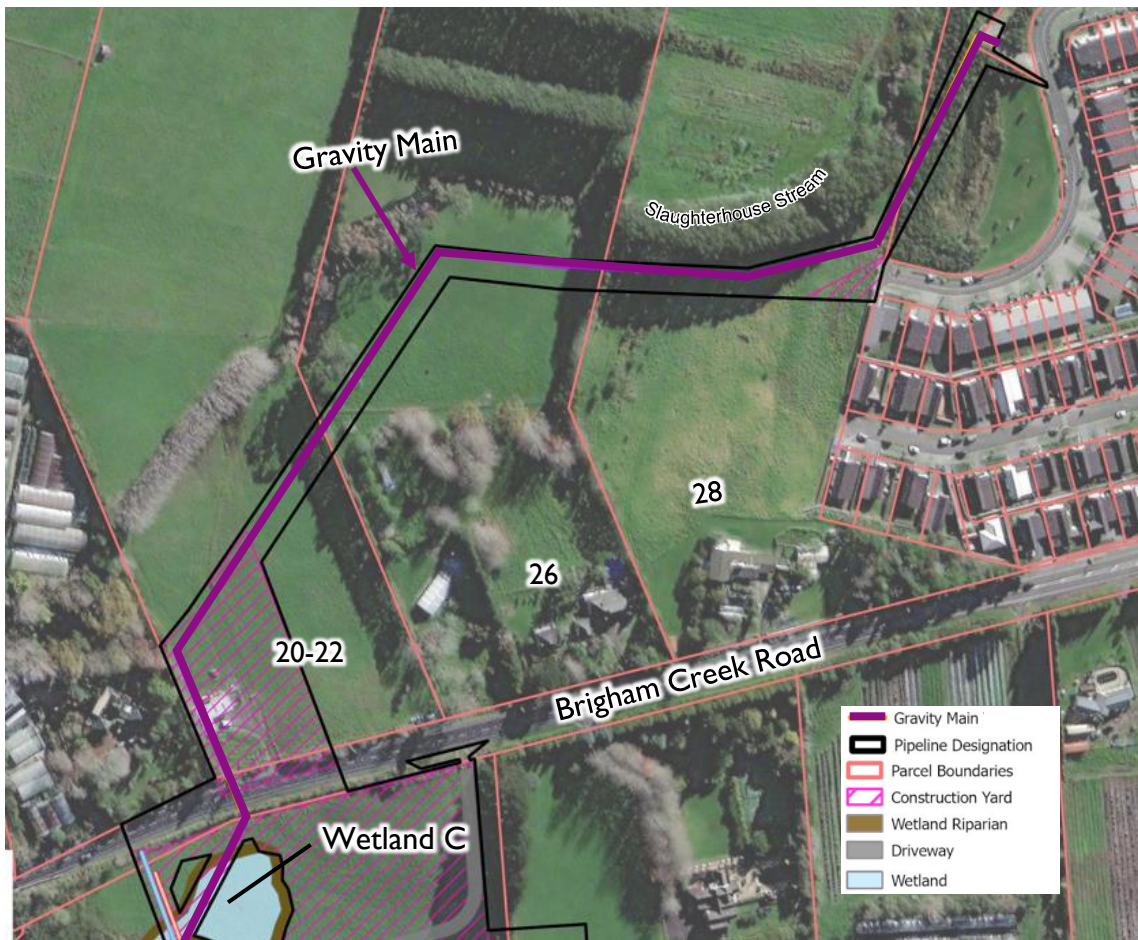 Gravity Main
Slaughterhouse Stream
28
26
20-22
Brigham Creek Road
Wetland C
Gravity Main
Pipeline Designation
Parcel Boundaries
Construction Yard
Wetland Riparian
Driveway
Wetland